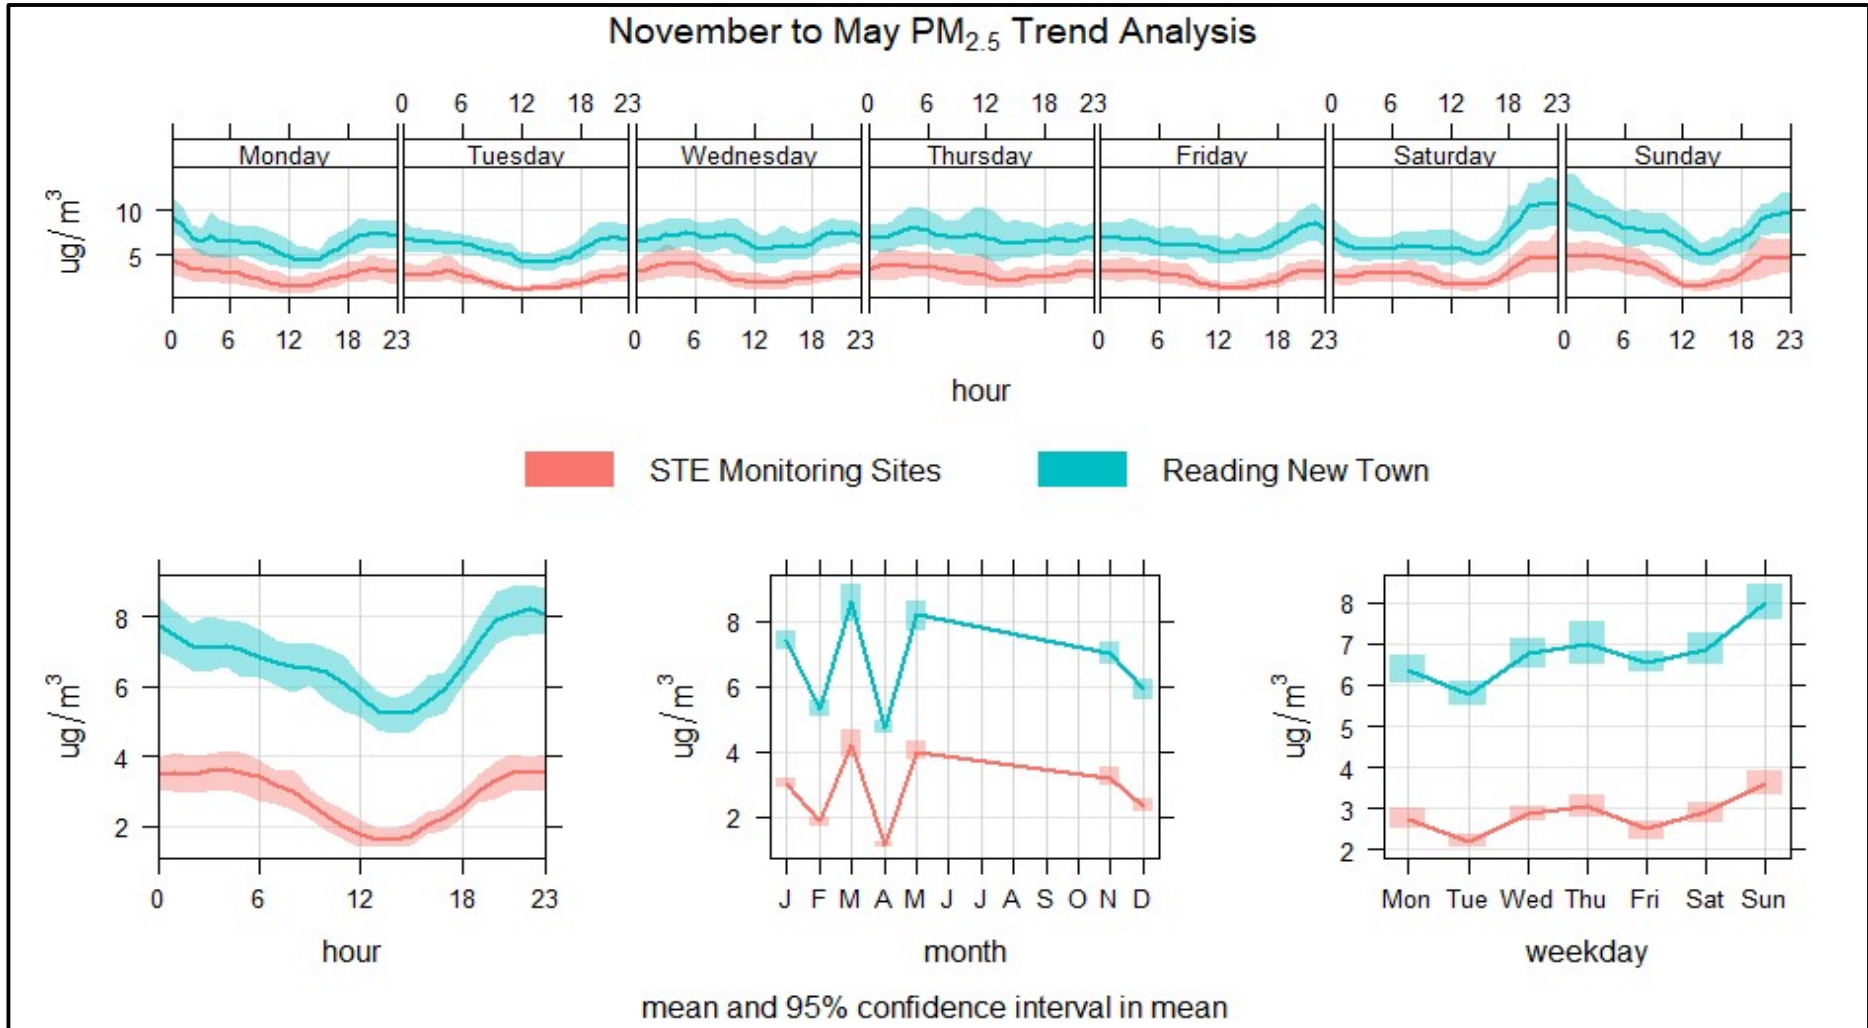 November to May PM2.5 Trend Analysis
0 6 12 18 23 0 6 12 18 23 0 6 12 18 23
Monday Tuesday Wednesday Thursday Friday Saturday Sunday
ug/m3
10
5
0 6 12 18 23 0 6 12 18 23 0 6 12 18 23 0 6 12 18 23
hour
STE Monitoring Sites Reading New Town
ug/m3
8
6
4
2
0 6 12 18 23
hour
ug/m3
8
6
4
2
J F M A M J J A S O N D
month
ug/m3
8
7
6
5
4
3
2
Mon Tue Wed Thu Fri Sat Sun
weekday
mean and 95% confidence interval in mean